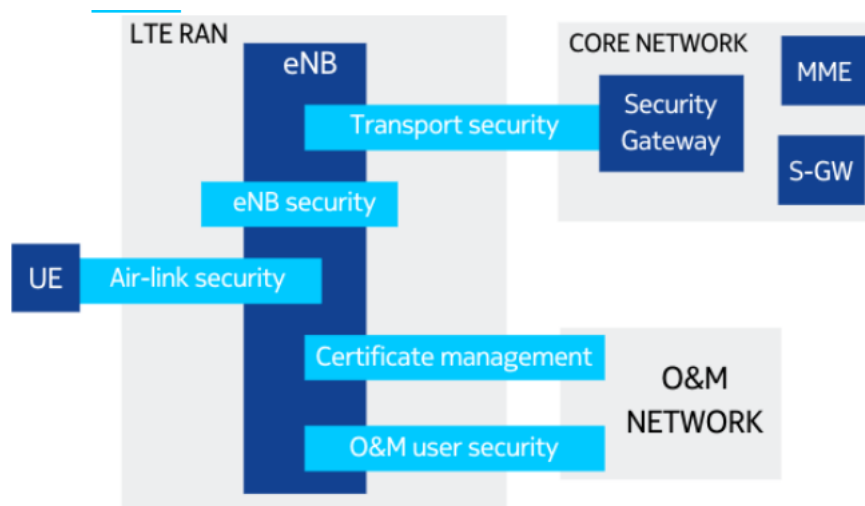 LTE RAN
eNB
CORE NETWORK
MME
Security
Gateway
S-GW
Transport security
eNB security
UE
Air-link security
Certificate management
O&M
NETWORK
O&M user security